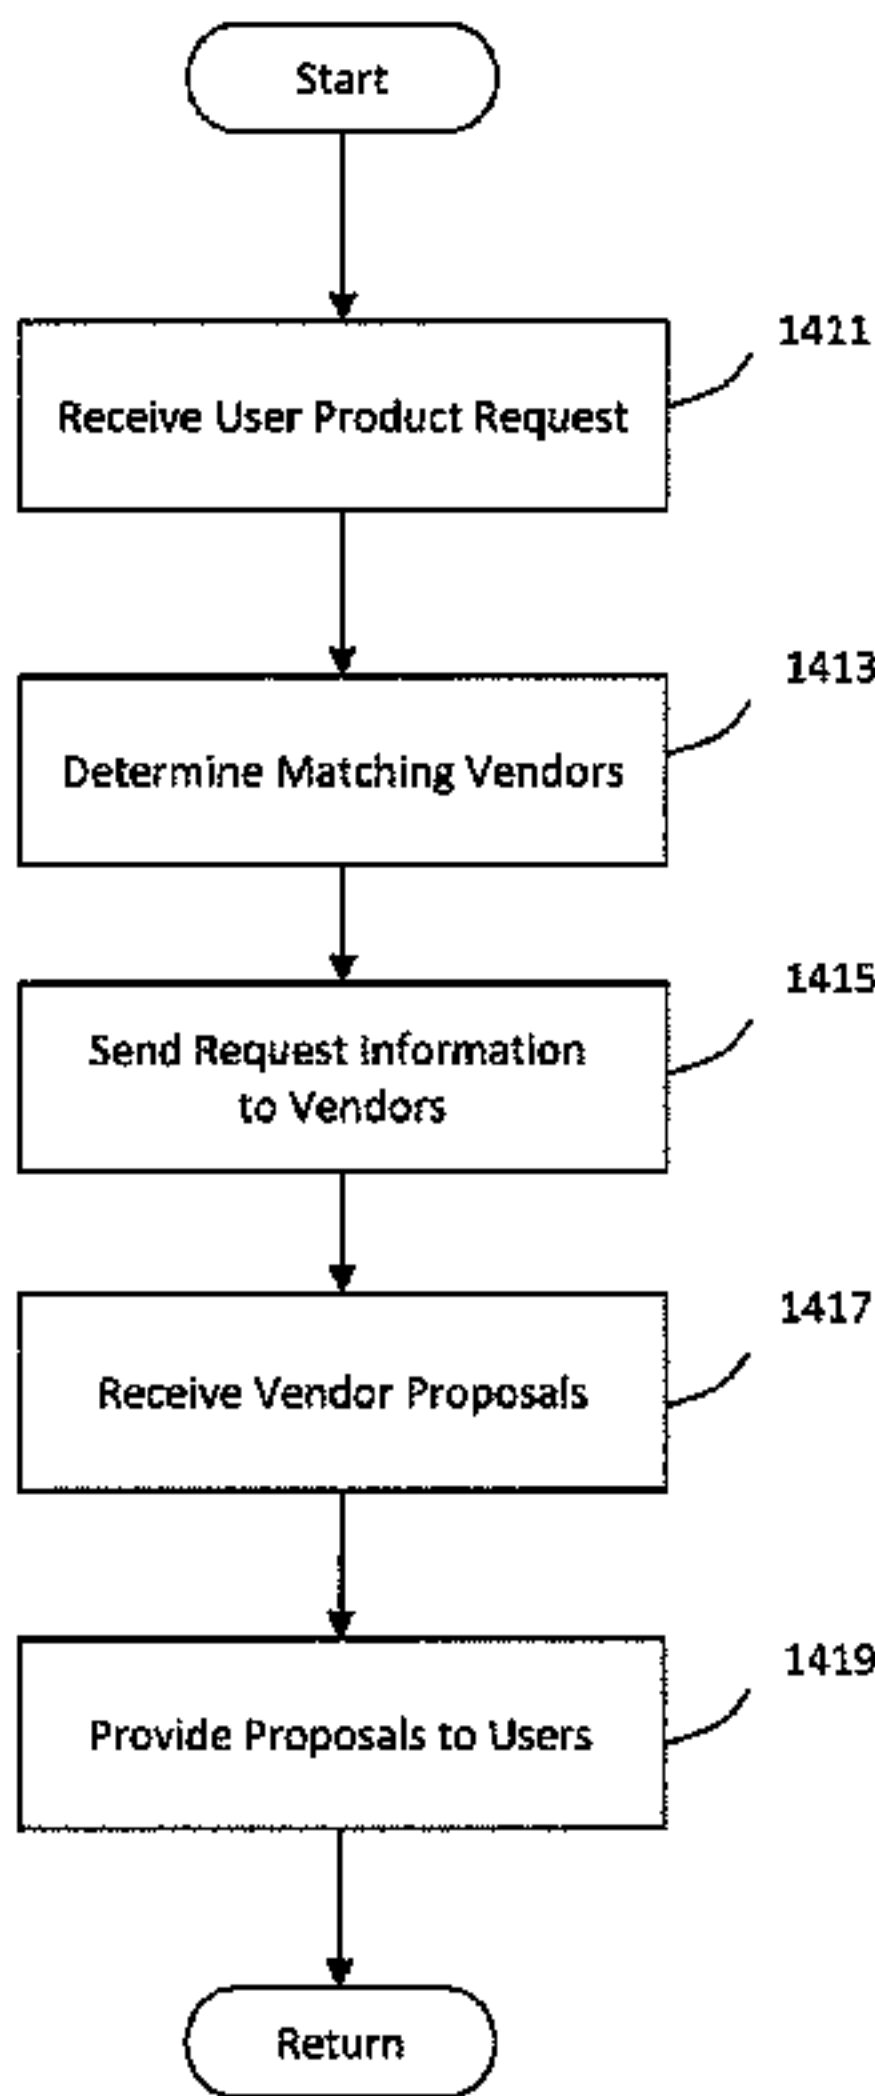 Start
1411
Receive User Product Request
1413
Determine Matching Vendors
1415
Send Request Information
to Vendors
1417
Receive Vendor Proposals
1419
Provide Proposals to Users
Return